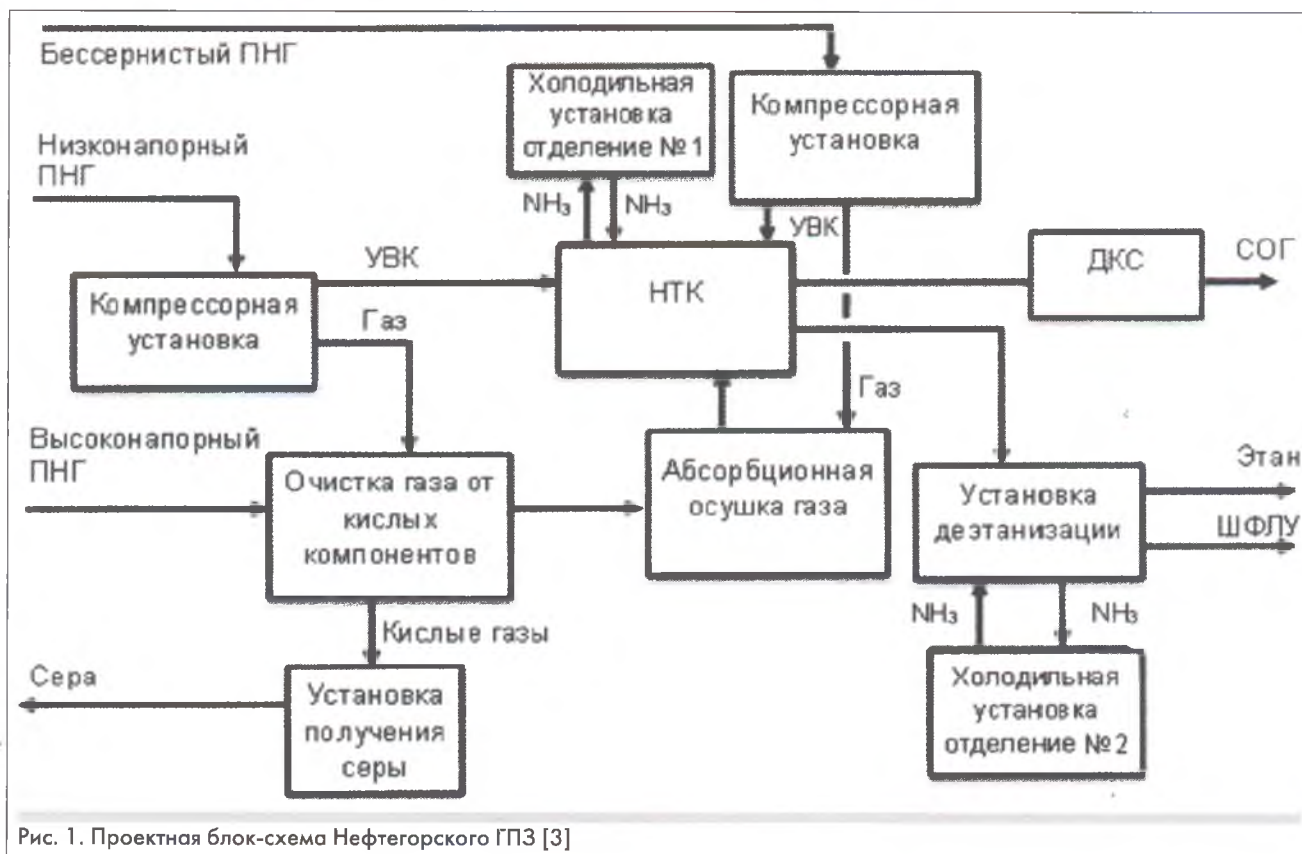 Бессернистый ПНГ
Холодильная
установка
отделение №1
Компрессорная
установка
Низконапорный
ПНГ
NH₃
NH₃
УВК
УВК
НТК
ДКС
СОГ
Компрессорная
установка
Газ
Газ
Высоконапорный
ПНГ
Очистка газа от
кислых
компонентов
Абсорбционная
осушка газа
Установка
деэтанизации
Этан
ШФЛУ
NH₃
NH₃
Кислые газы
Сера
Установка
получения
серы
Холодильная
установка
отделение №2
Рис. 1. Проектная блок-схема Нефтегорского ГПЗ [3]